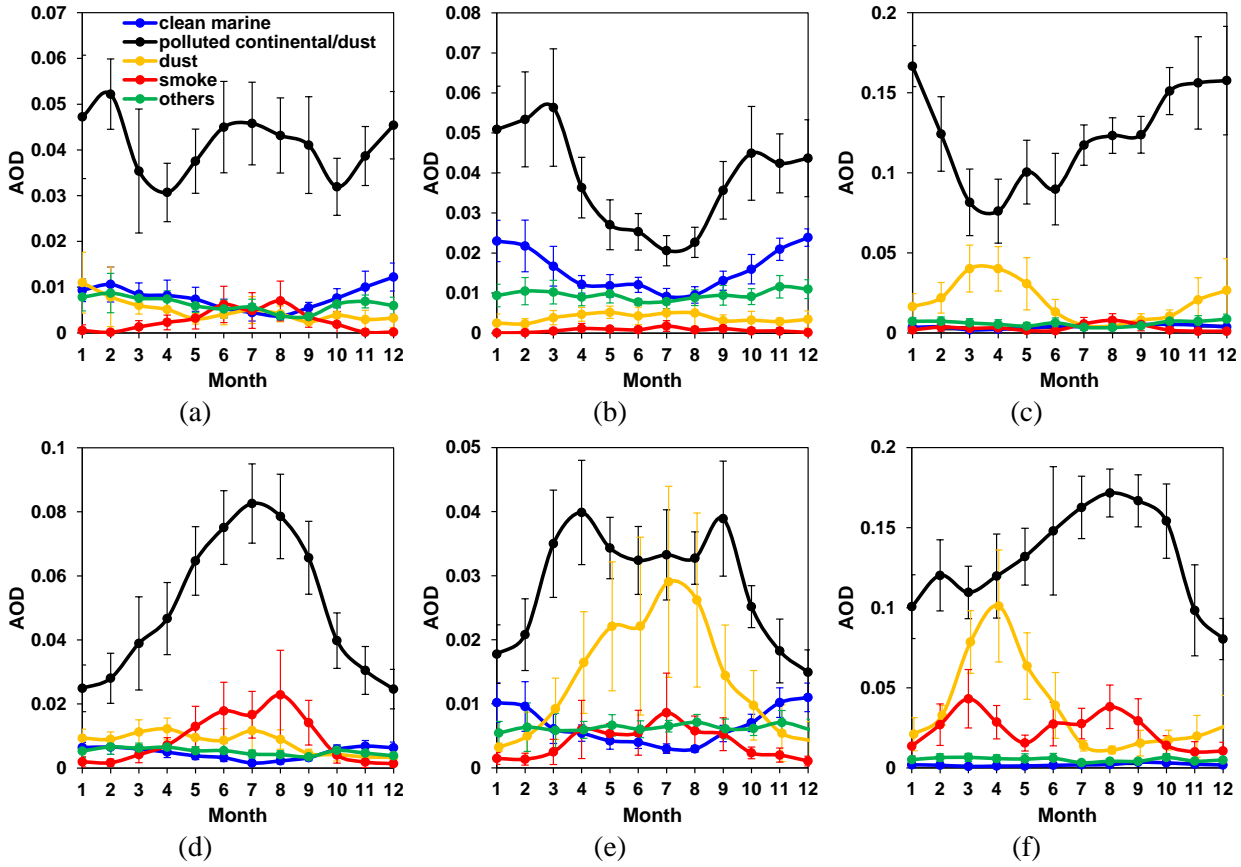 0.07
0.06
0.05
0.04
0.03
0.02
0.01
0
AOD
clean marine
polluted continental/dust
dust
smoke
others
1 2 3 4 5 6 7 8 9 10 11 12
Month
(a)
0.08
0.07
0.06
0.05
0.04
0.03
0.02
0.01
0
AOD
1 2 3 4 5 6 7 8 9 10 11 12
Month
(b)
0.2
0.15
0.1
0.05
0
AOD
1 2 3 4 5 6 7 8 9 10 11 12
Month
(c)
0.1
0.08
0.06
0.04
0.02
0
AOD
1 2 3 4 5 6 7 8 9 10 11 12
Month
(d)
0.05
0.04
0.03
0.02
0.01
0
AOD
1 2 3 4 5 6 7 8 9 10 11 12
Month
(e)
0.2
0.15
0.1
0.05
0
AOD
1 2 3 4 5 6 7 8 9 10 11 12
Month
(f)